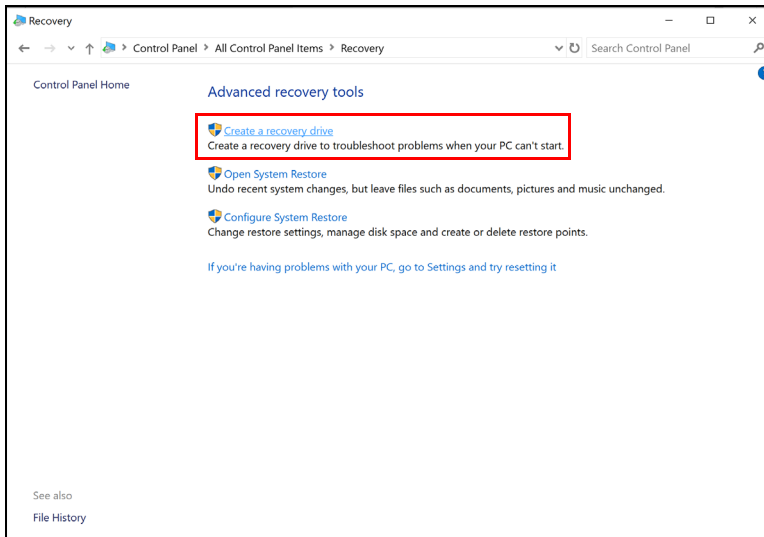 Recovery
Control Panel > All Control Panel Items > Recovery
Search Control Panel
Control Panel Home
Advanced recovery tools
Create a recovery drive
Create a recovery drive to troubleshoot problems when your PC can't start.
Open System Restore
Undo recent system changes, but leave files such as documents, pictures and music unchanged.
Configure System Restore
Change restore settings, manage disk space and create or delete restore points.
If you're having problems with your PC, go to Settings and try resetting it
See also
File History